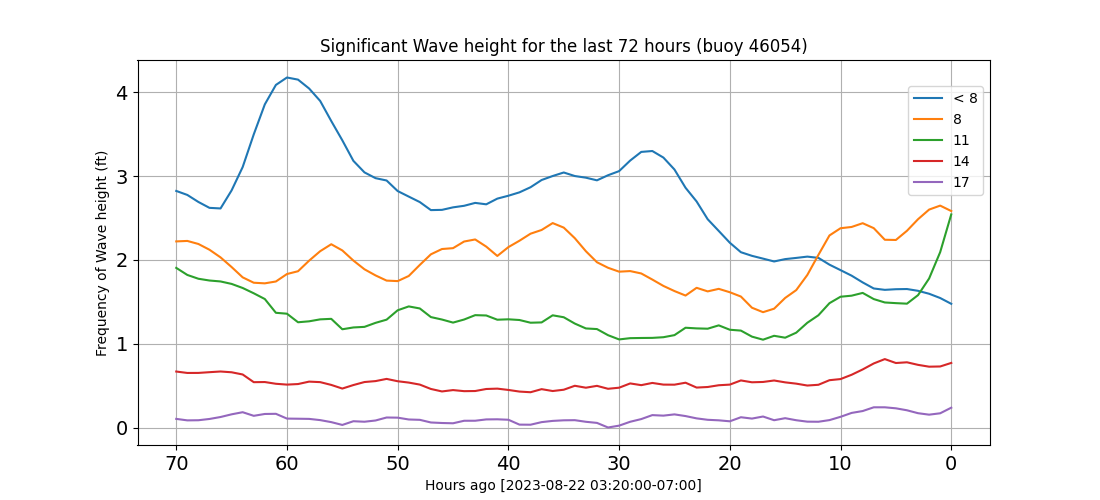 Significant Wave height for the last 72 hours (buoy 46054)
Frequency of Wave height (ft)
4
3
2
1
0
< 8
8
11
14
17
70 60 50 40 30 20 10 0
Hours ago [2023-08-22 03:20:00-07:00]